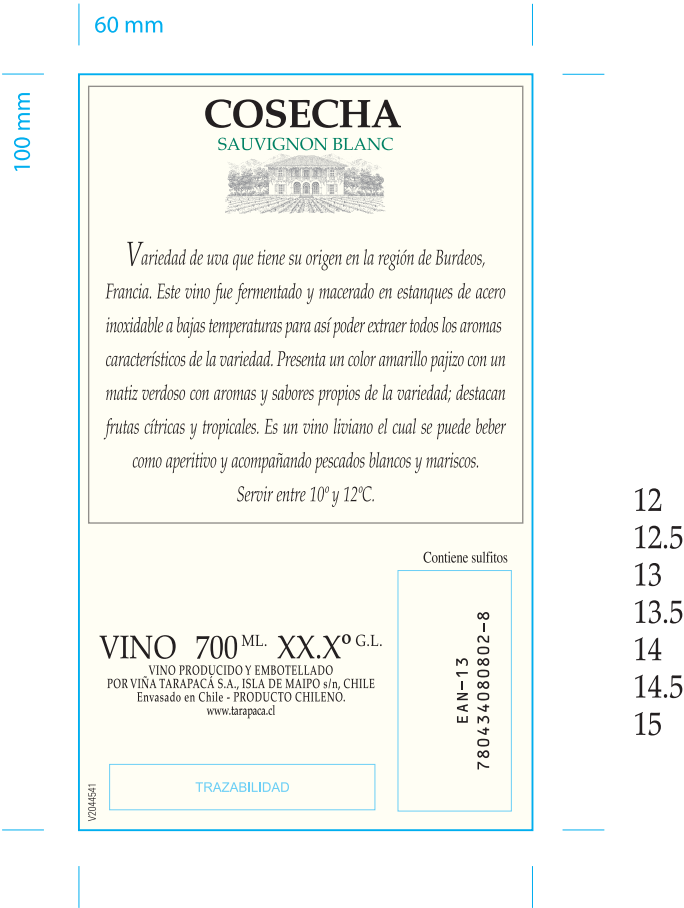 60 mm
100 mm
COSECHA
SAUVIGNON BLANC
Variedad de uva que tiene su origen en la región de Burdeos,
Francia. Este vino fue fermentado y macerado en estanques de acero
inoxidable a bajas temperaturas para así poder extraer todos los aromas
característicos de la variedad. Presenta un color amarillo pajizo con un
matiz verdoso con aromas y sabores propios de la variedad; destacan
frutas cítricas y tropicales. Es un vino liviano el cual se puede beber
como aperitivo y acompañando pescados blancos y mariscos.
Servir entre 10º y 12ºC.
Contiene sulfitos
VINO 700 ML. XX.Xº G.L.
VINO PRODUCIDO Y EMBOTELLADO
POR VIÑA TARAPACÁ S.A., ISLA DE MAIPO s/n, CHILE
Envasado en Chile - PRODUCTO CHILENO.
www.tarapaca.cl
EAN-13
780434080802-8
TRAZABILIDAD
V2044541
12
12.5
13
13.5
14
14.5
15